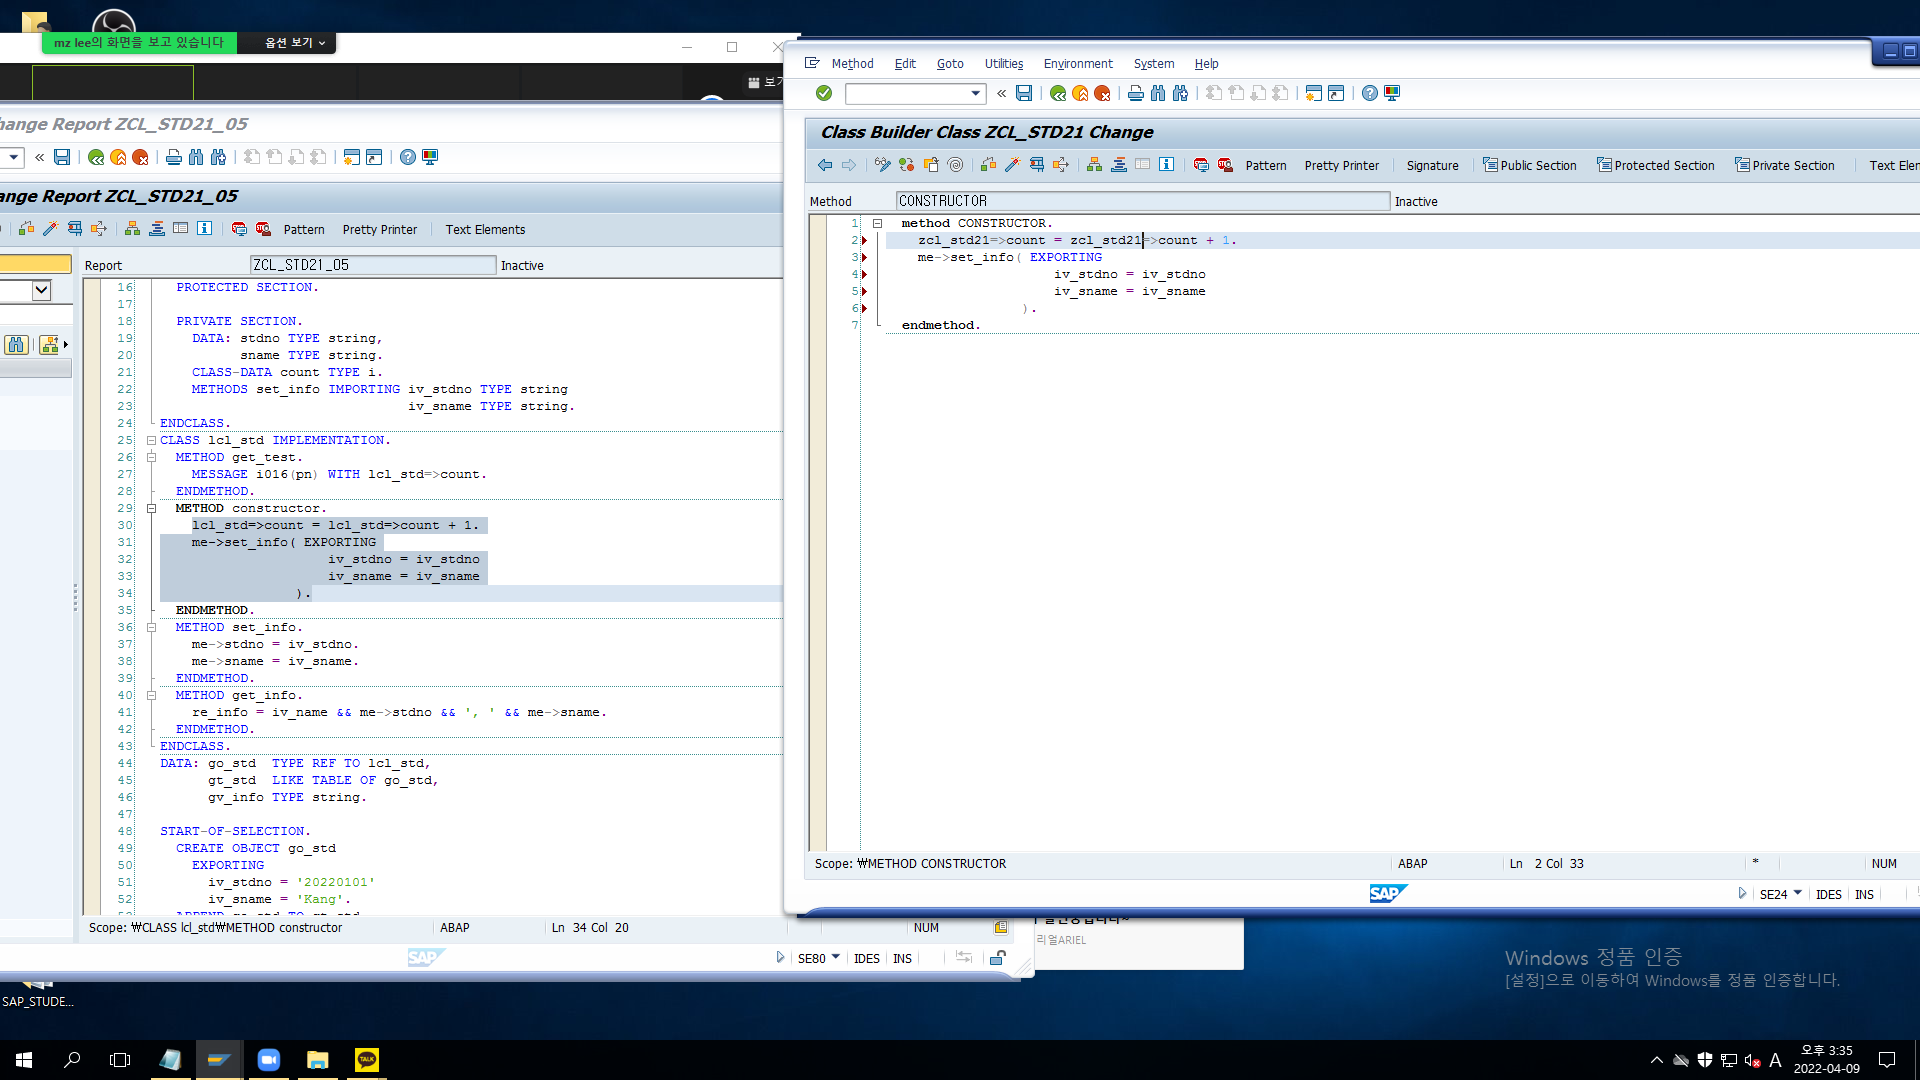 mz lee의 화면을 보고 있습니다
옵션 보기
보기
hange Report ZCL_STD21_05
ange Report ZCL_STD21_05
Pattern
Pretty Printer
Text Elements
Report
ZCL_STD21_05
Inactive
16 PROTECTED SECTION.
17
18 PRIVATE SECTION.
19 DATA: stdno TYPE string,
20 sname TYPE string.
21 CLASS-DATA count TYPE i.
22 METHODS set_info IMPORTING iv_stdno TYPE string
23 iv_sname TYPE string.
24 ENDCLASS.
25 CLASS lcl_std IMPLEMENTATION.
26 METHOD get_test.
27 MESSAGE i016(pn) WITH lcl_std=>count.
28 ENDMETHOD.
29 METHOD constructor.
30 lcl_std=>count = lcl_std=>count + 1.
31 me->set_info( EXPORTING
32 iv_stdno = iv_stdno
33 iv_sname = iv_sname
34 ).
35 ENDMETHOD.
36 METHOD set_info.
37 me->stdno = iv_stdno.
38 me->sname = iv_sname.
39 ENDMETHOD.
40 METHOD get_info.
41 re_info = iv_name && me->stdno && ', ' && me->sname.
42 ENDMETHOD.
43 ENDCLASS.
44 DATA: go_std TYPE REF TO lcl_std,
45 gt_std LIKE TABLE OF go_std,
46 gv_info TYPE string.
47
48 START-OF-SELECTION.
49 CREATE OBJECT go_std
50 EXPORTING
51 iv_stdno = '20220101'
52 iv_sname = 'Kang'.
Scope: ₩CLASS lcl_std₩METHOD constructor
ABAP
Ln 34 Col 20
NUM
SAP
SE80
IDES
INS
Method
Edit
Goto
Utilities
Environment
System
Help
Class Builder Class ZCL_STD21 Change
Pattern
Pretty Printer
Signature
Public Section
Protected Section
Private Section
Text Elen
Method
CONSTRUCTOR
Inactive
1 method CONSTRUCTOR.
2 zcl_std21=>count = zcl_std21=>count + 1.
3 me->set_info( EXPORTING
4 iv_stdno = iv_stdno
5 iv_sname = iv_sname
6 ).
7 endmethod.
Scope: ₩METHOD CONSTRUCTOR
ABAP
Ln 2 Col 33
*
NUM
SAP
SE24
IDES
INS
리얼ARIEL
Windows 정품 인증
[설정]으로 이동하여 Windows를 정품 인증합니다.
SAP_STUDE...
TALK
A
오후 3:35
2022-04-09